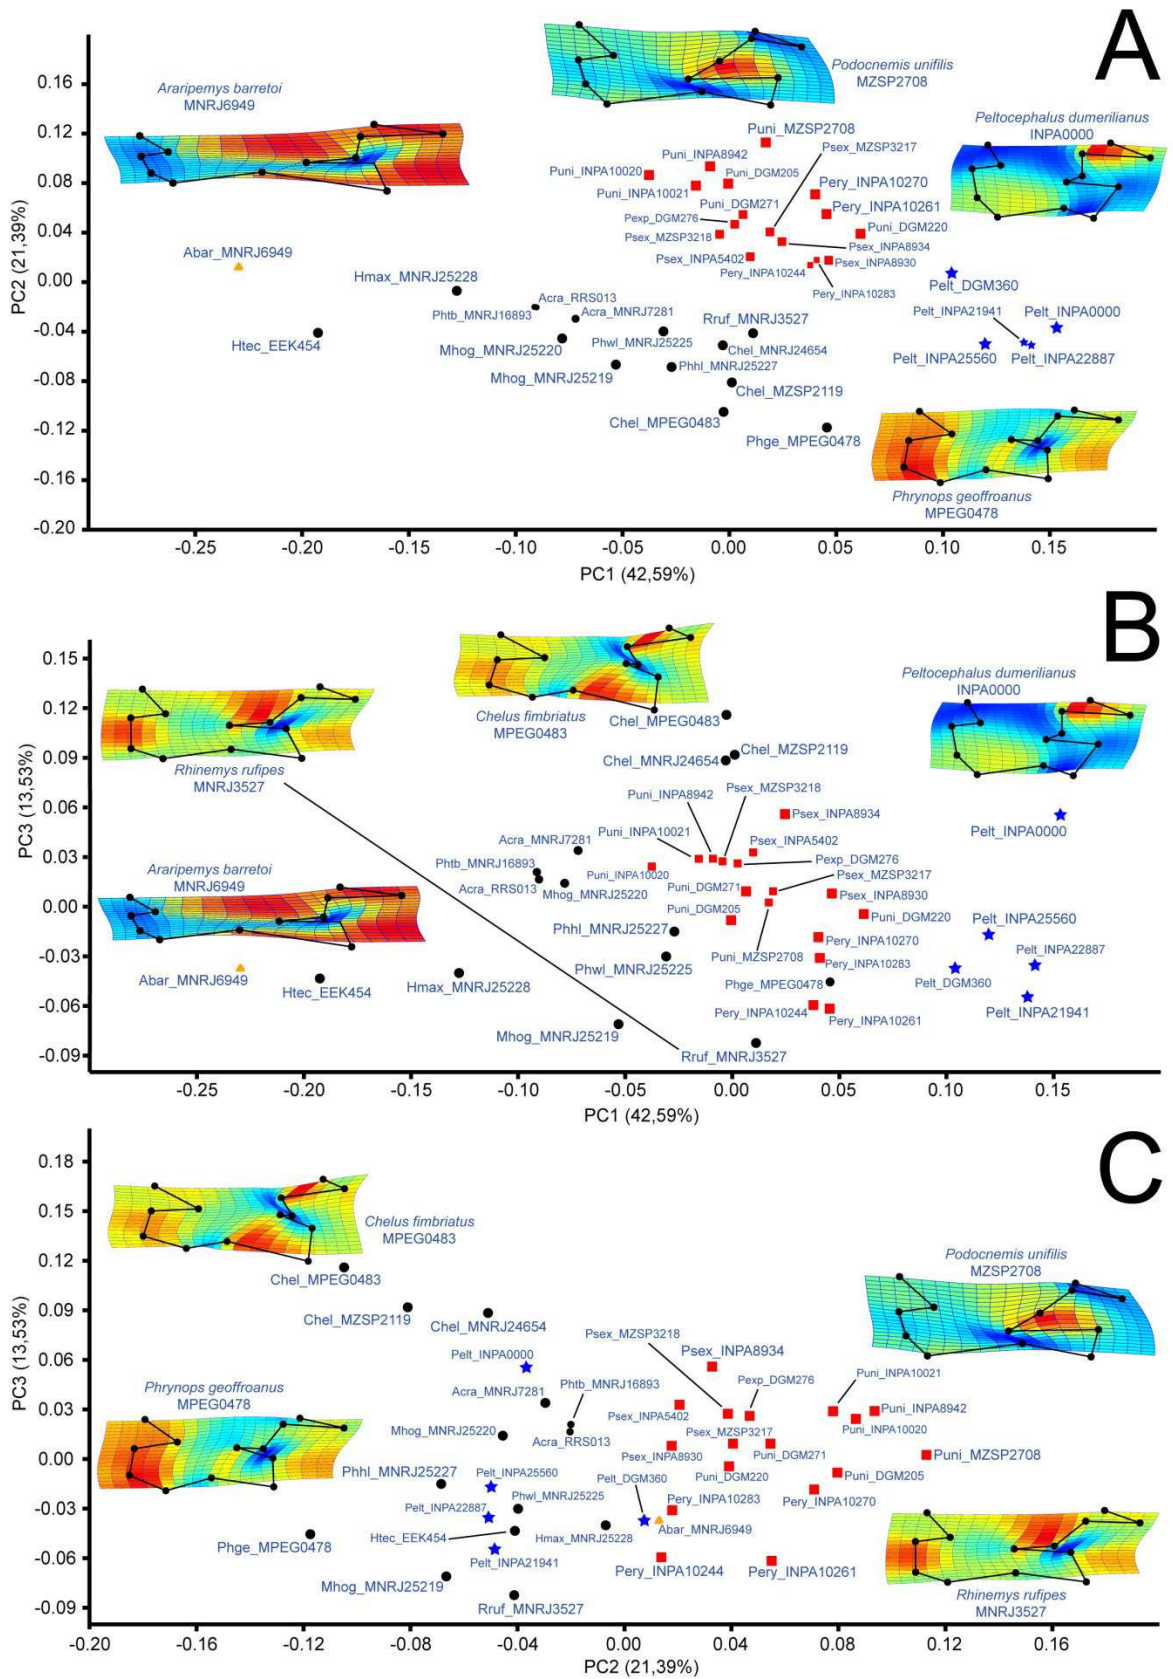 A
Podocnemis unifilis
MZSP2708
Araripemys barretoi
MNRJ6949
Peltocephalus dumerilianus
INPA0000
Puni_MZSP2708
Psex_MZSP3217
Puni_INPA8942
Puni_INPA10020
Puni_DGM205
Puni_INPA10021
Pery_INPA10270
Puni_DGM271
Pery_INPA10261
Pexp_DGM276
Puni_DGM220
Psex_MZSP3218
Psex_INPA8934
Psex_INPA5402
Psex_INPA8930
Pery_INPA10244
Pery_INPA10283
Abar_MNRJ6949
Hmax_MNRJ25228
Pelt_DGM360
Acra_RRS013
Phtb_MNRJ16893
Acra_MNRJ7281
Pelt_INPA21941
Pelt_INPA0000
Rruf_MNRJ3527
Htec_EEK454
Mhog_MNRJ25220
Phwl_MNRJ25225
Chel_MNRJ24654
Pelt_INPA25560
Pelt_INPA22887
Phhl_MNRJ25227
Mhog_MNRJ25219
Chel_MZSP2119
Chel_MPEG0483
Phge_MPEG0478
Phrynops geoffroanus
MPEG0478
PC2 (21,39%)
0.16
0.12
0.08
0.04
0.00
-0.04
-0.08
-0.12
-0.16
-0.20
-0.25
-0.20
-0.15
-0.10
-0.05
0.00
0.05
0.10
0.15
PC1 (42,59%)
B
Peltocephalus dumerilianus
INPA0000
Chelus fimbriatus
MPEG0483
Chel_MPEG0483
Chel_MZSP2119
Chel_MNRJ24654
Rhinemys rufipes
MNRJ3527
Psex_MZSP3218
Puni_INPA8942
Psex_INPA8934
Pelt_INPA0000
Puni_INPA10021
Psex_INPA5402
Acra_MNRJ7281
Phtb_MNRJ16893
Pexp_DGM276
Puni_INPA10020
Psex_MZSP3217
Araripemys barretoi
MNRJ6949
Acra_RRS013
Mhog_MNRJ25220
Puni_DGM271
Psex_INPA8930
Puni_DGM205
Puni_DGM220
Pelt_INPA25560
Phhl_MNRJ25227
Pery_INPA10270
Pelt_INPA22887
Puni_MZSP2708
Pery_INPA10283
Phwl_MNRJ25225
Abar_MNRJ6949
Pelt_DGM360
Phge_MPEG0478
Htec_EEK454
Hmax_MNRJ25228
Pelt_INPA21941
Pery_INPA10244
Pery_INPA10261
Mhog_MNRJ25219
Rruf_MNRJ3527
PC3 (13,53%)
0.15
0.12
0.09
0.06
0.03
0.00
-0.03
-0.06
-0.09
-0.25
-0.20
-0.15
-0.10
-0.05
0.00
0.05
0.10
0.15
PC1 (42,59%)
C
Chelus fimbriatus
MPEG0483
Podocnemis unifilis
MZSP2708
Chel_MPEG0483
Chel_MZSP2119
Chel_MNRJ24654
Psex_MZSP3218
Pelt_INPA0000
Psex_INPA8934
Puni_INPA10021
Phrynops geoffroanus
MPEG0478
Acra_MNRJ7281
Phtb_MNRJ16893
Pexp_DGM276
Puni_INPA8942
Psex_INPA5402
Puni_INPA10020
Mhog_MNRJ25220
Acra_RRS013
Psex_MZSP3217
Psex_INPA8930
Puni_DGM271
Puni_MZSP2708
Phhl_MNRJ25227
Pelt_INPA25560
Pelt_DGM360
Puni_DGM220
Puni_DGM205
Phwl_MNRJ25225
Pery_INPA10283
Pery_INPA10270
Pelt_INPA22887
Abar_MNRJ6949
Htec_EEK454
Hmax_MNRJ25228
Phge_MPEG0478
Pelt_INPA21941
Pery_INPA10244
Pery_INPA10261
Mhog_MNRJ25219
Rruf_MNRJ3527
Rhinemys rufipes
MNRJ3527
PC3 (13,53%)
0.18
0.15
0.12
0.09
0.06
0.03
0.00
-0.03
-0.06
-0.09
-0.20
-0.16
-0.12
-0.08
-0.04
0.00
0.04
0.08
0.12
0.16
PC2 (21,39%)